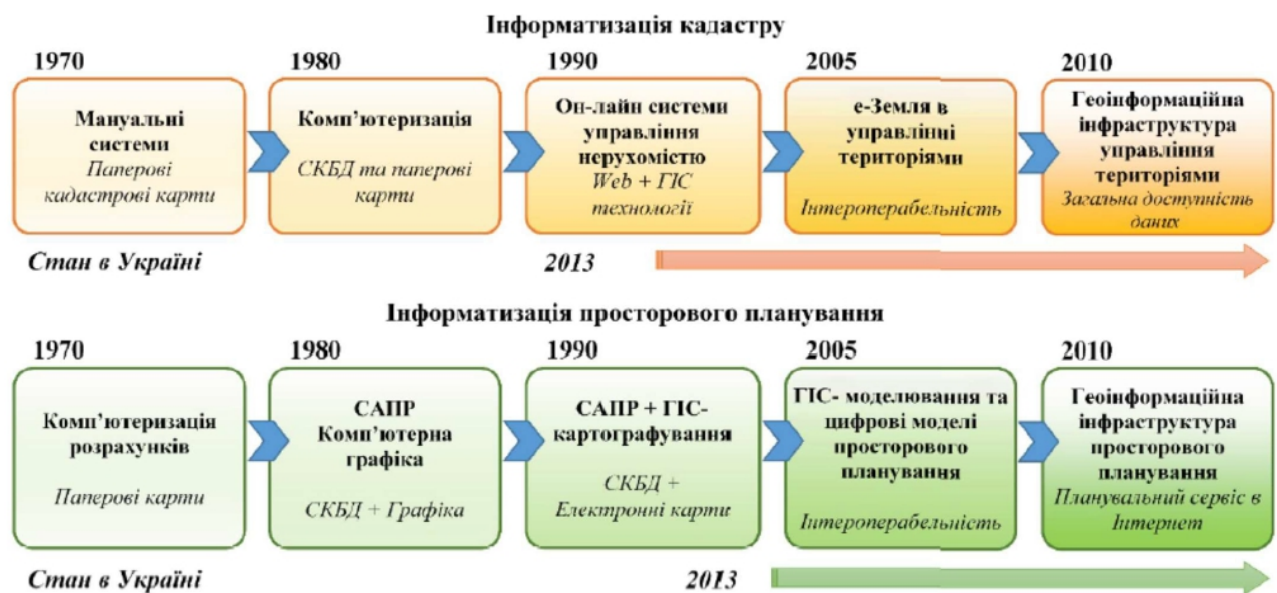 Інформатизація кадастру
1970
1980
1990
2005
2010
Мануальні
системи
Паперові
кадастрові карти
Комп’ютеризація
СКБД та паперові
карти
Он-лайн системи
управління
нерухомістю
Web + ГІС
технології
е-Земля в
управлінні
територіями
Інтероперабельність
Геоінформаційна
інфраструктура
управління
територіями
Загальна доступність
даних
Стан в Україні
2013
Інформатизація просторового планування
1970
1980
1990
2005
2010
Комп’ютеризація
розрахунків
Паперові карти
САПР
Комп’ютерна
графіка
СКБД + Графіка
САПР + ГІС-
картографування
СКБД +
Електронні карти
ГІС- моделювання та
цифрові моделі
просторового
планування
Інтероперабельність
Геоінформаційна
інфраструктура
просторового
планування
Планувальний сервіс в
Інтернет
Стан в Україні
2013